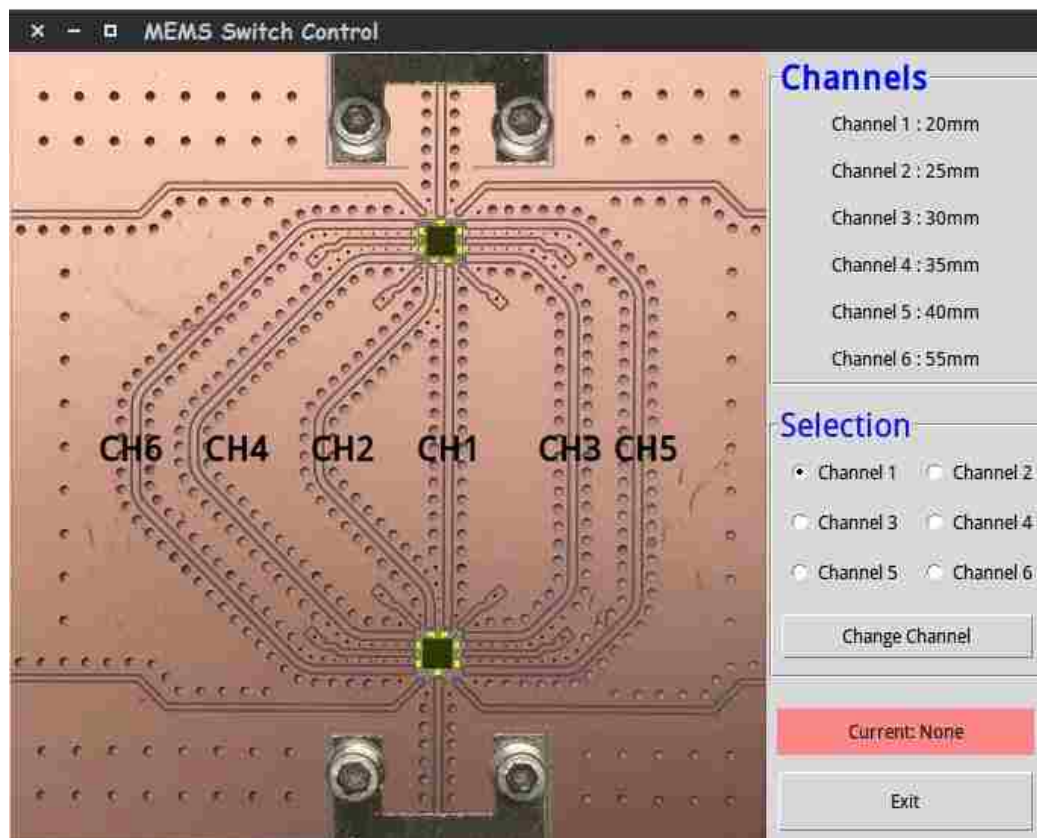 MEMS Switch Control
CH6 CH4 CH2 CH1 CH3 CH5
Channels
Channel 1 : 20mm
Channel 2 : 25mm
Channel 3 : 30mm
Channel 4 : 35mm
Channel 5 : 40mm
Channel 6 : 55mm
Selection
Channel 1 Channel 2
Channel 3 Channel 4
Channel 5 Channel 6
Change Channel
Current: None
Exit